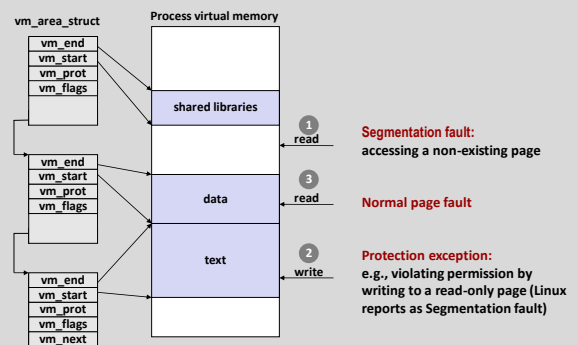 vm_area_struct
Process virtual memory
vm_end
vm_start
vm_prot
vm_flags
shared libraries
1
read
Segmentation fault:
accessing a non-existing page
vm_end
vm_start
vm_prot
vm_flags
data
3
read
Normal page fault
text
2
write
Protection exception:
e.g., violating permission by
writing to a read-only page (Linux
reports as Segmentation fault)
vm_end
vm_start
vm_prot
vm_flags
vm_next